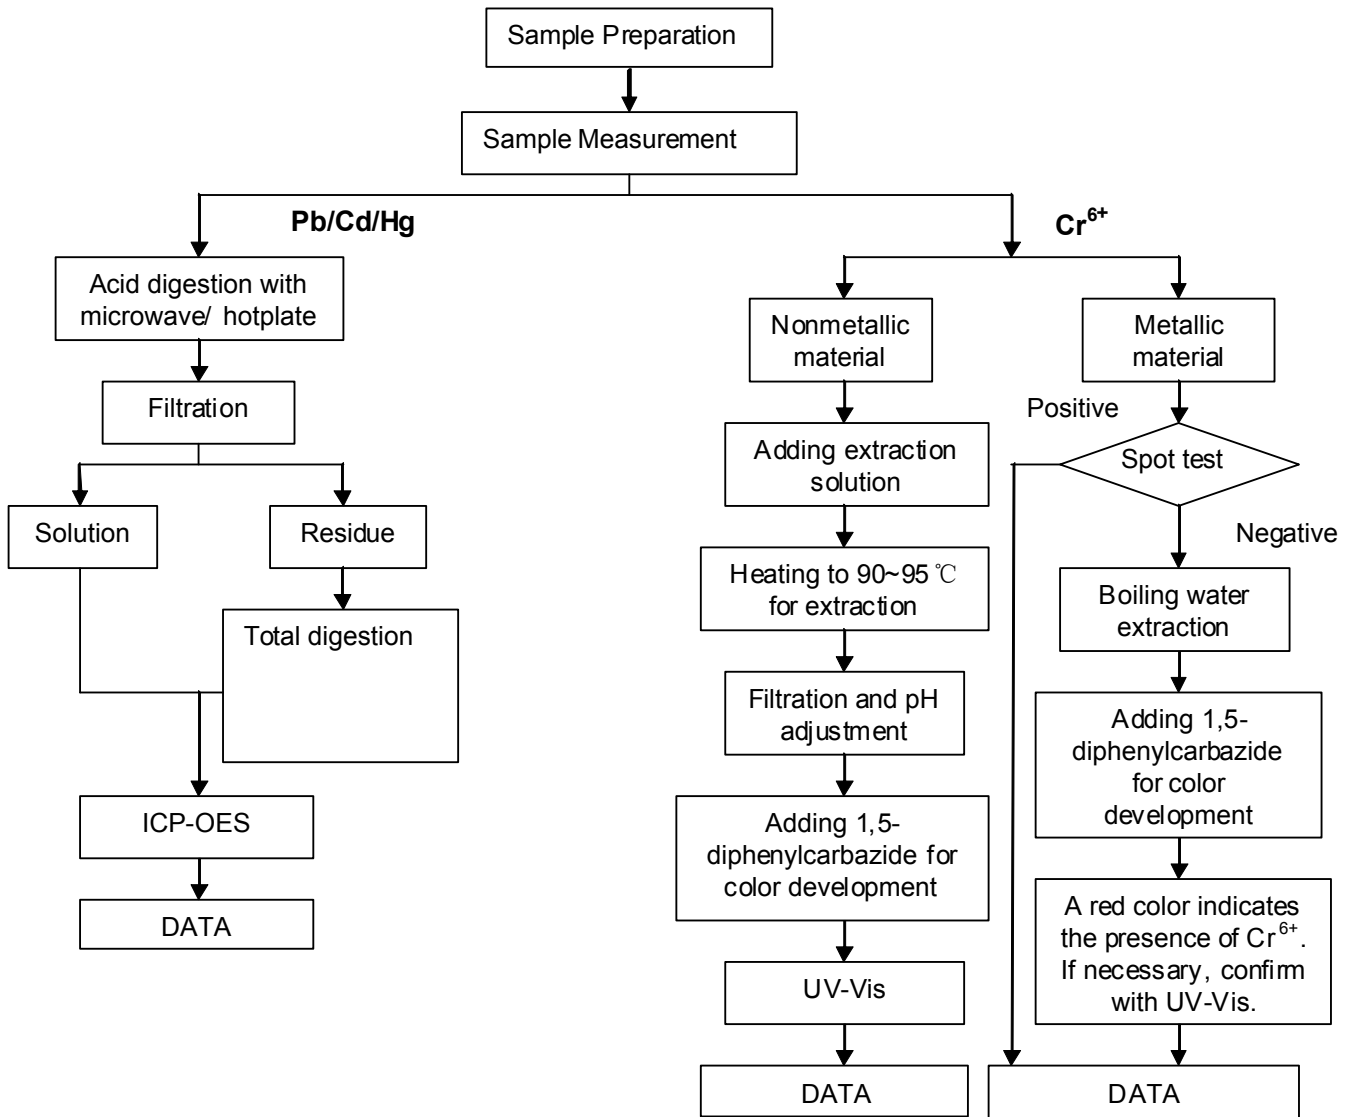 Sample Preparation
Sample Measurement
Pb/Cd/Hg
Cr6+
Acid digestion with
microwave/ hotplate
Filtration
Solution
Residue
Total digestion
ICP-OES
DATA
Nonmetallic
material
Adding extraction
solution
Heating to 90~95 ℃
for extraction
Filtration and pH
adjustment
Adding 1,5-
diphenylcarbazide for
color development
UV-Vis
DATA
Metallic
material
Positive
Spot test
Negative
Boiling water
extraction
Adding 1,5-
diphenylcarbazide
for color
development
A red color indicates
the presence of Cr6+.
If necessary, confirm
with UV-Vis.
DATA